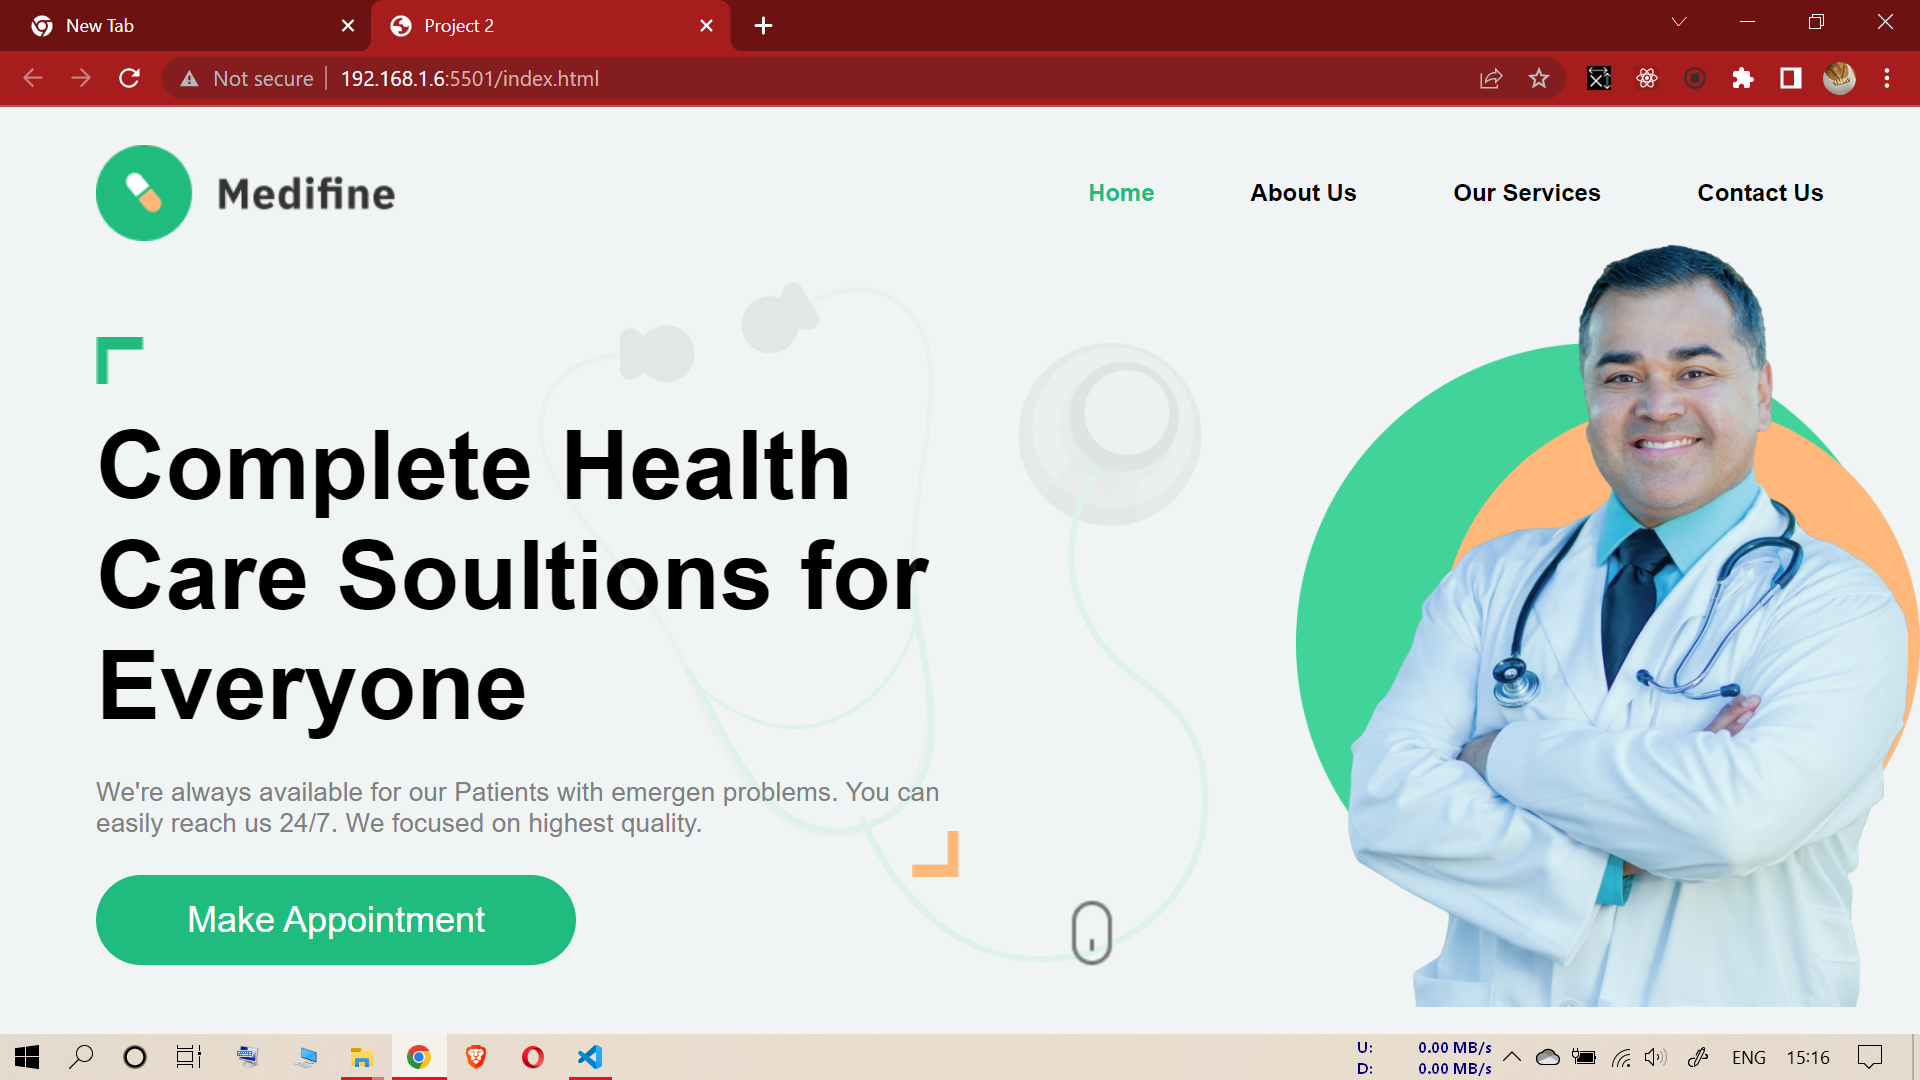 New Tab
Project 2
Not secure
192.168.1.6:5501/index.html
Medifine
Home
About Us
Our Services
Contact Us
Complete Health
Care Soultions for
Everyone
We're always available for our Patients with emergen problems. You can
easily reach us 24/7. We focused on highest quality.
Make Appointment
U: 0.00 MB/s
D: 0.00 MB/s
ENG
15:16